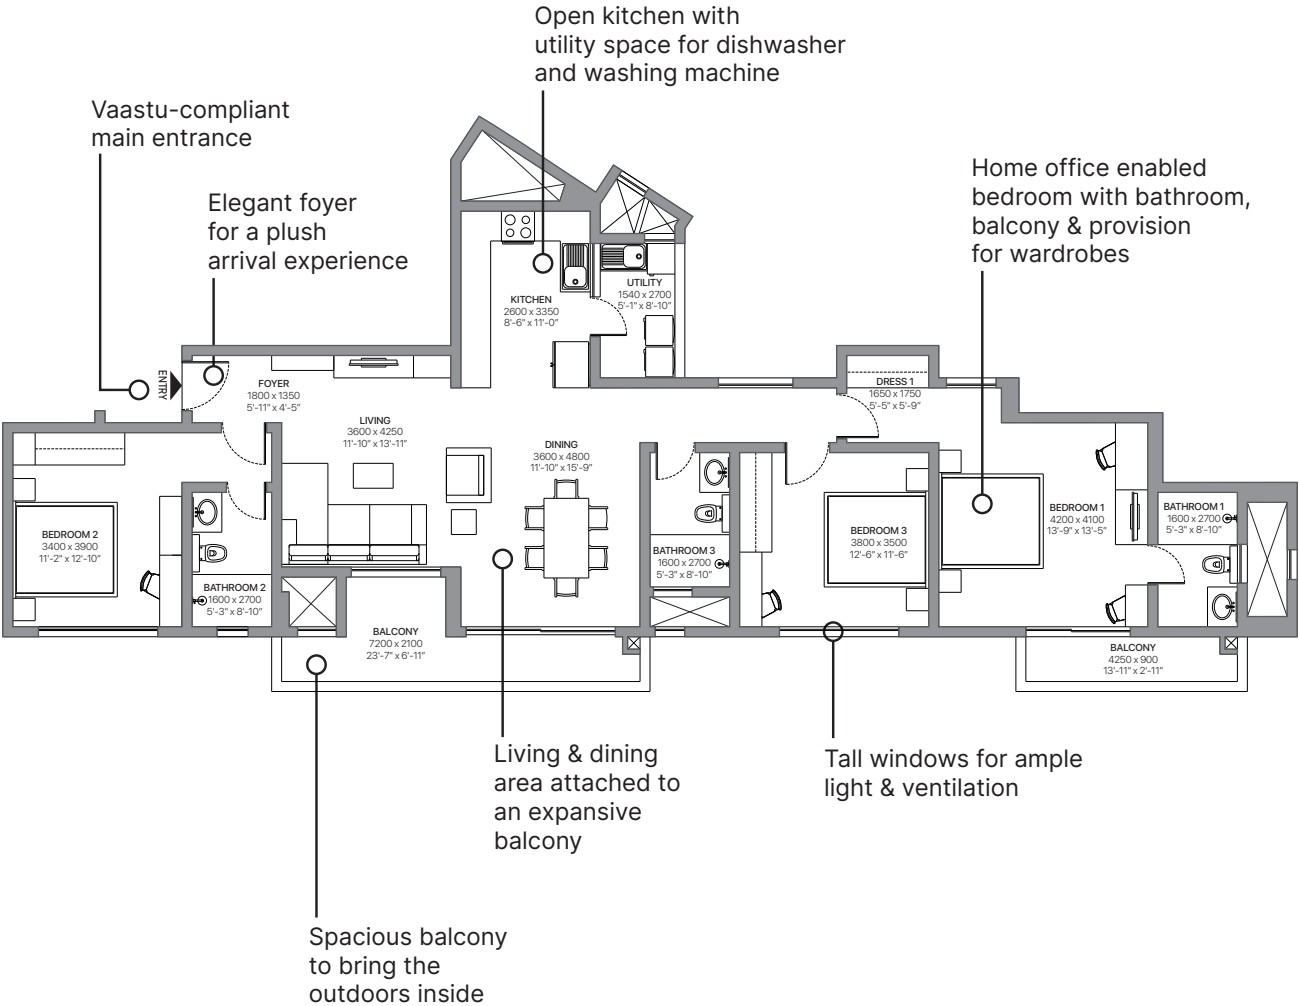 Open kitchen with
utility space for dishwasher
and washing machine
Vaastu-compliant
main entrance
Elegant foyer
for a plush
arrival experience
Home office enabled
bedroom with bathroom,
balcony & provision
for wardrobes
KITCHEN
2600 x 3350
8'-6" x 11'-0"
UTILITY
1540 x 2700
5'-1" x 8'-10"
ENTRY
FOYER
1800 x 1350
5'-11" x 4'-5"
LIVING
3600 x 4250
11'-10" x 13'-11"
DINING
3600 x 4800
11'-10" x 15'-9"
DRESS 1
1650 x 1750
5'-5" x 5'-9"
BEDROOM 2
3400 x 3900
11'-2" x 12'-10"
BATHROOM 2
1600 x 2700
5'-3" x 8'-10"
BATHROOM 3
1600 x 2700
5'-3" x 8'-10"
BEDROOM 3
3800 x 3500
12'-6" x 11'-6"
BEDROOM 1
4200 x 4100
13'-9" x 13'-5"
BATHROOM 1
1600 x 2700
5'-3" x 8'-10"
BALCONY
7200 x 2100
23'-7" x 6'-11"
BALCONY
4250 x 900
13'-11" x 2'-11"
Living & dining
area attached to
an expansive
balcony
Tall windows for ample
light & ventilation
Spacious balcony
to bring the
outdoors inside